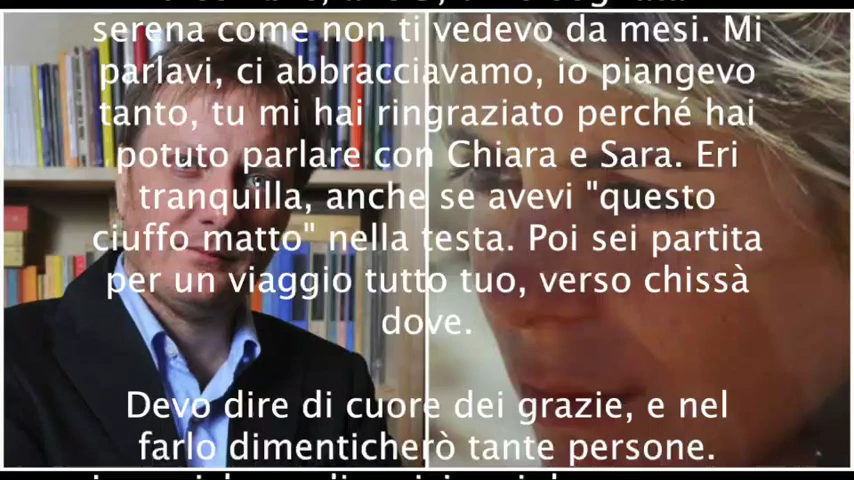 serena come non ti vedevo da mesi. Mi
parlavi, ci abbracciavamo, io piangevo
tanto, tu mi hai ringraziato perché hai
potuto parlare con Chiara e Sara. Eri
tranquilla, anche se avevi "questo
ciuffo matto" nella testa. Poi sei partita
per un viaggio tutto tuo, verso chissà
dove.
Devo dire di cuore dei grazie, e nel
farlo dimenticherò tante persone.